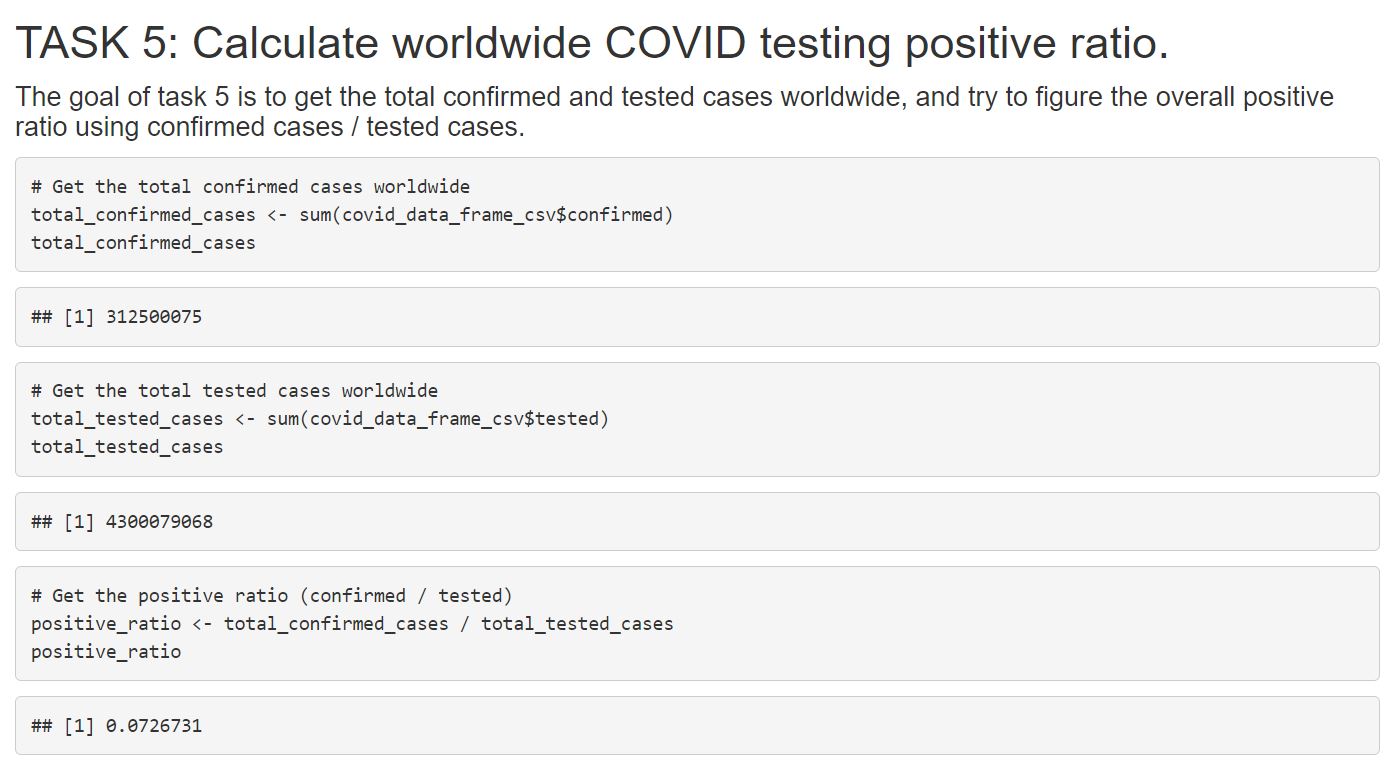 TASK 5: Calculate worldwide COVID testing positive ratio.
The goal of task 5 is to get the total confirmed and tested cases worldwide, and try to figure the overall positive
ratio using confirmed cases / tested cases.
# Get the total confirmed cases worldwide
total_confirmed_cases <- sum(covid_data_frame_csv$confirmed)
total_confirmed_cases
## [1] 312500075
# Get the total tested cases worldwide
total_tested_cases <- sum(covid_data_frame_csv$tested)
total_tested_cases
## [1] 4300079068
# Get the positive ratio (confirmed / tested)
positive_ratio <- total_confirmed_cases / total_tested_cases
positive_ratio
## [1] 0.0726731